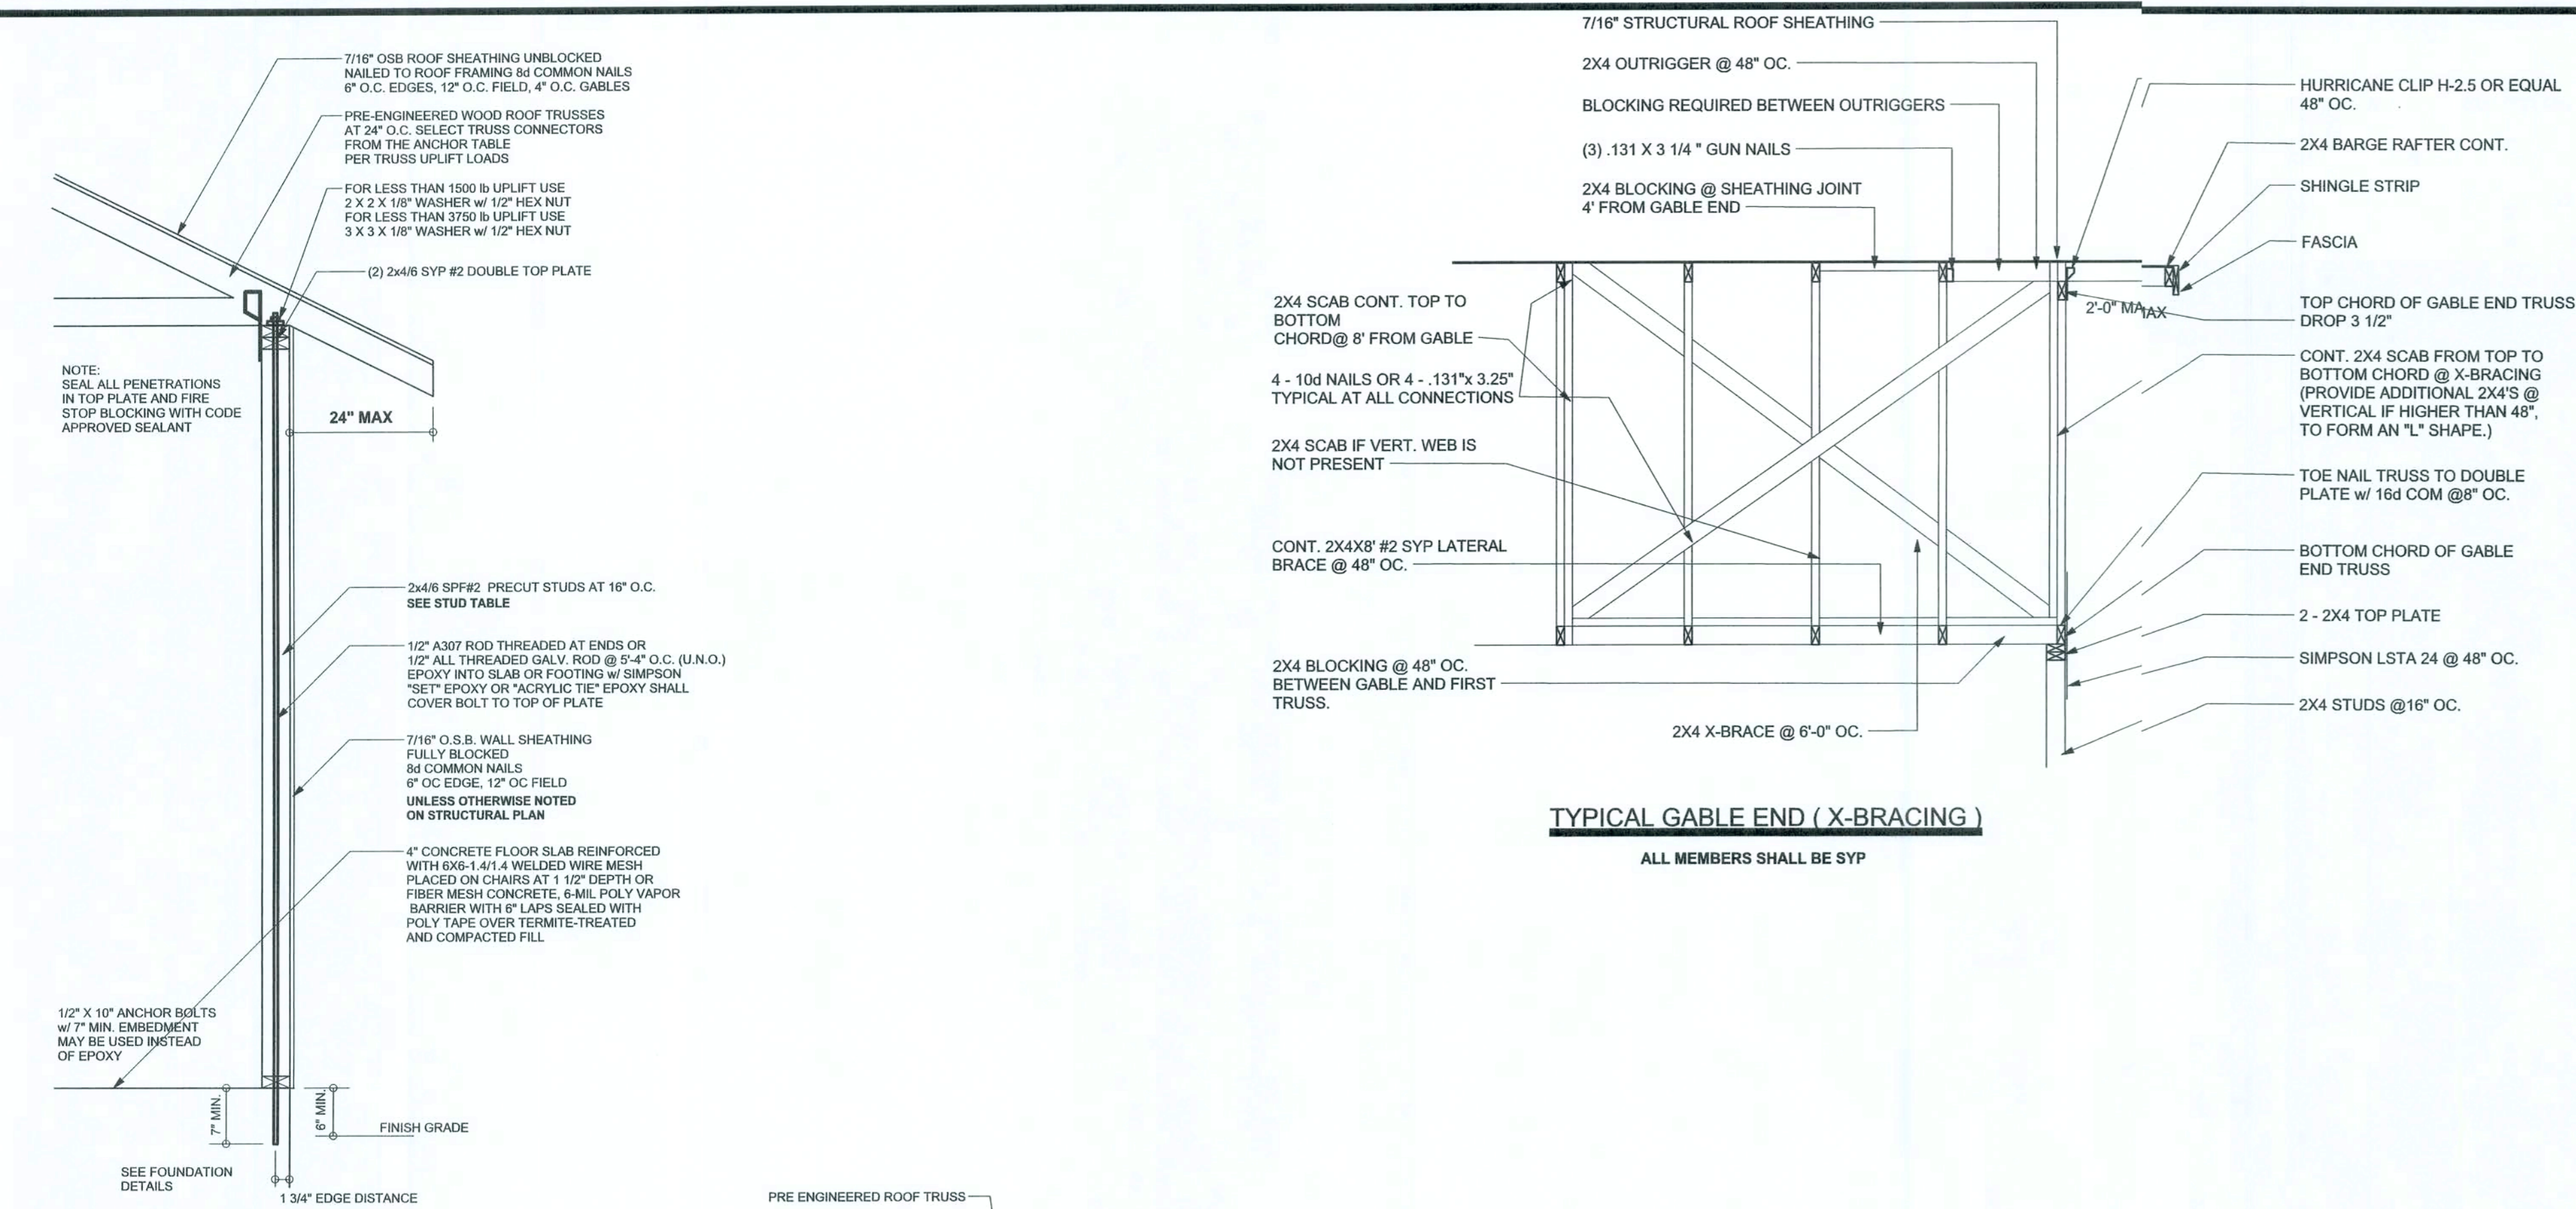 7/16" OSB ROOF SHEATHING UNBLOCKED
NAILED TO ROOF FRAMING 8d COMMON NAILS
6" O.C. EDGES, 12" O.C. FIELD, 4" O.C. GABLES
PRE-ENGINEERED WOOD ROOF TRUSSES
AT 24" O.C. SELECT TRUSS CONNECTORS
FROM THE ANCHOR TABLE
PER TRUSS UPLIFT LOADS
FOR LESS THAN 1500 lb UPLIFT USE
2 X 2 X 1/8" WASHER w/ 1/2" HEX NUT
FOR LESS THAN 3750 lb UPLIFT USE
3 X 3 X 1/8" WASHER w/ 1/2" HEX NUT
(2) 2x4/6 SYP #2 DOUBLE TOP PLATE
NOTE:
SEAL ALL PENETRATIONS
IN TOP PLATE AND FIRE
STOP BLOCKING WITH CODE
APPROVED SEALANT
24" MAX
2x4/6 SPF#2 PRECUT STUDS AT 16" O.C.
SEE STUD TABLE
1/2" A307 ROD THREADED AT ENDS OR
1/2" ALL THREADED GALV. ROD @ 5'-4" O.C. (U.N.O.)
EPOXY INTO SLAB OR FOOTING w/ SIMPSON
"SET" EPOXY OR "ACRYLIC TIE" EPOXY SHALL
COVER BOLT TO TOP OF PLATE
7/16" O.S.B. WALL SHEATHING
FULLY BLOCKED
8d COMMON NAILS
6" OC EDGE, 12" OC FIELD
UNLESS OTHERWISE NOTED
ON STRUCTURAL PLAN
4" CONCRETE FLOOR SLAB REINFORCED
WITH 6X6-1.4/1.4 WELDED WIRE MESH
PLACED ON CHAIRS AT 1 1/2" DEPTH OR
FIBER MESH CONCRETE, 6-MIL POLY VAPOR
BARRIER WITH 6" LAPS SEALED WITH
POLY TAPE OVER TERMITE-TREATED
AND COMPACTED FILL
1/2" X 10" ANCHOR BOLTS
w/ 7" MIN. EMBEDMENT
MAY BE USED INSTEAD
OF EPOXY
7" MIN.
6" MIN.
FINISH GRADE
SEE FOUNDATION
DETAILS
1 3/4" EDGE DISTANCE
PRE ENGINEERED ROOF TRUSS
7/16" STRUCTURAL ROOF SHEATHING
2X4 OUTRIGGER @ 48" OC.
BLOCKING REQUIRED BETWEEN OUTRIGGERS
(3) .131 X 3 1/4 " GUN NAILS
2X4 BLOCKING @ SHEATHING JOINT
4' FROM GABLE END
2X4 SCAB CONT. TOP TO
BOTTOM
CHORD@ 8' FROM GABLE
4 - 10d NAILS OR 4 - .131"x 3.25"
TYPICAL AT ALL CONNECTIONS
2X4 SCAB IF VERT. WEB IS
NOT PRESENT
CONT. 2X4X8' #2 SYP LATERAL
BRACE @ 48" OC.
2X4 BLOCKING @ 48" OC.
BETWEEN GABLE AND FIRST
TRUSS.
2X4 X-BRACE @ 6'-0" OC.
HURRICANE CLIP H-2.5 OR EQUAL
48" OC.
2X4 BARGE RAFTER CONT.
SHINGLE STRIP
FASCIA
2'-0" MAIAX
TOP CHORD OF GABLE END TRUSS
DROP 3 1/2"
CONT. 2X4 SCAB FROM TOP TO
BOTTOM CHORD @ X-BRACING
(PROVIDE ADDITIONAL 2X4'S @
VERTICAL IF HIGHER THAN 48",
TO FORM AN "L" SHAPE.)
TOE NAIL TRUSS TO DOUBLE
PLATE w/ 16d COM @8" OC.
BOTTOM CHORD OF GABLE
END TRUSS
2 - 2X4 TOP PLATE
SIMPSON LSTA 24 @ 48" OC.
2X4 STUDS @16" OC.
TYPICAL GABLE END ( X-BRACING )
ALL MEMBERS SHALL BE SYP